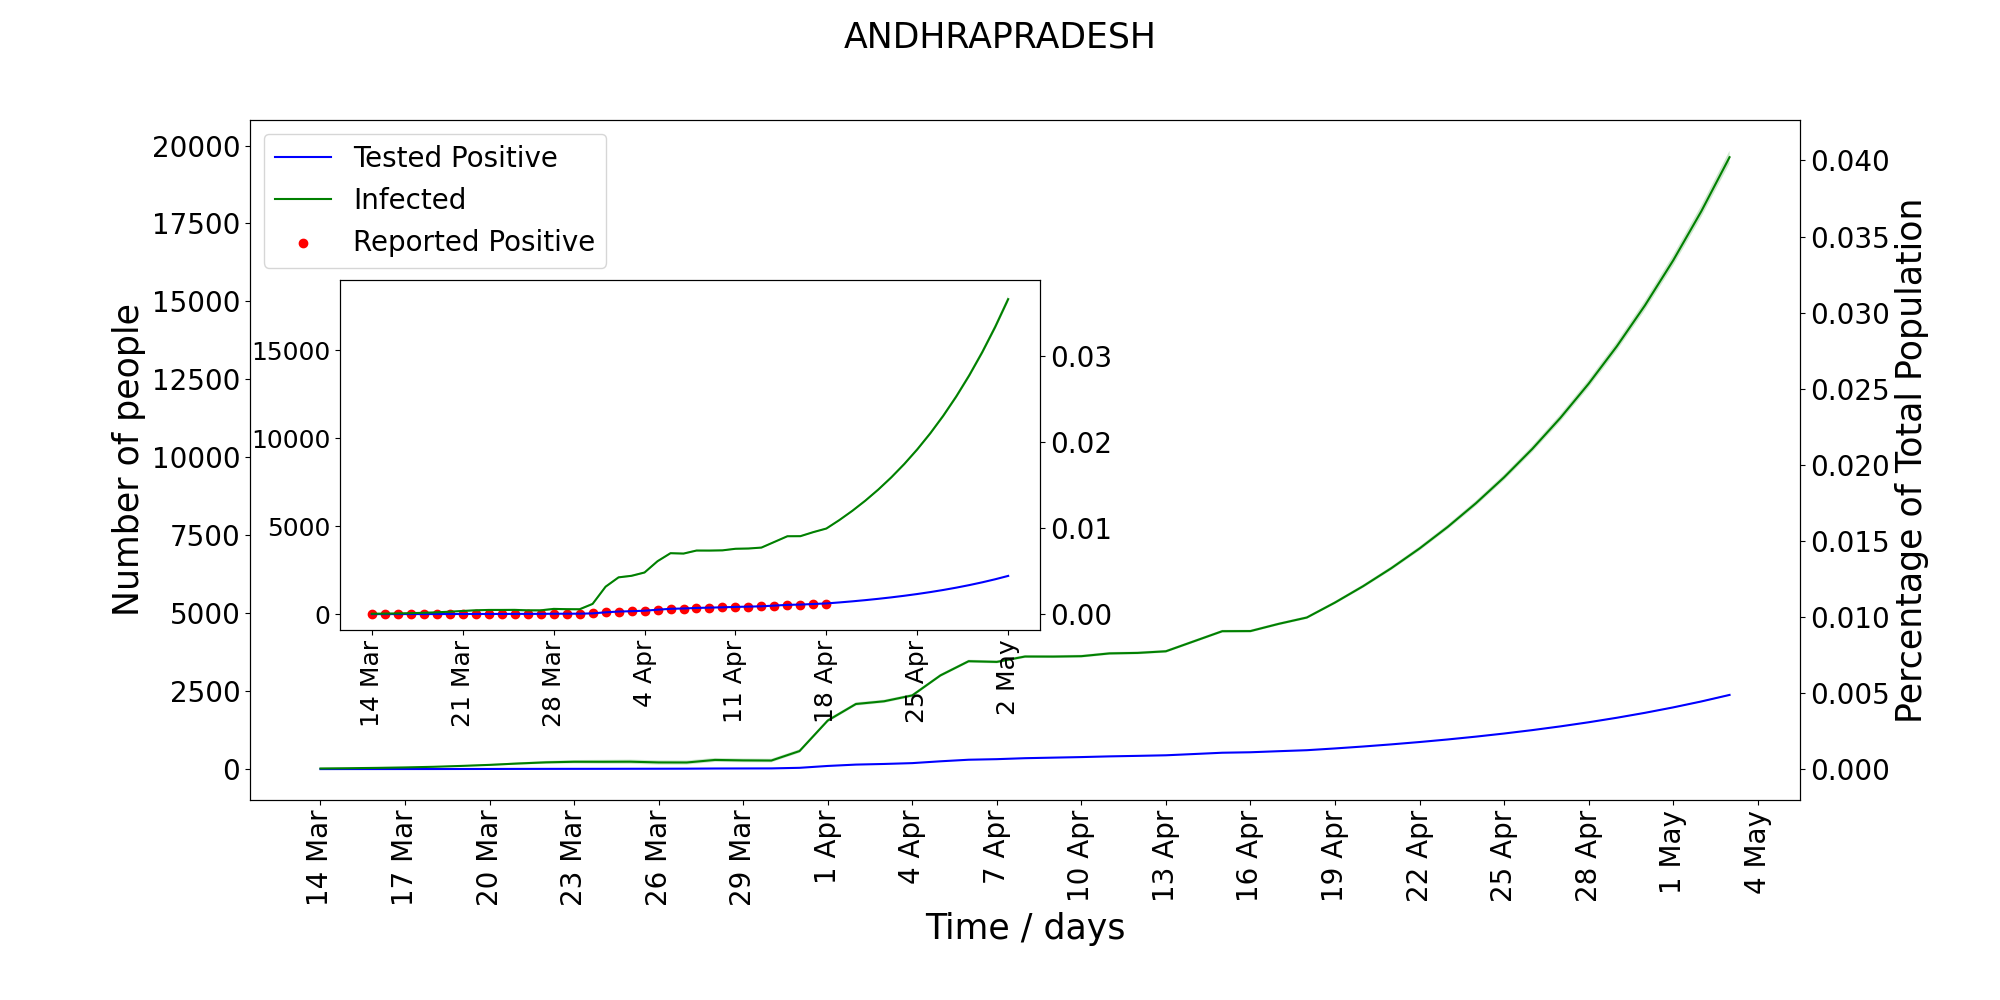 ANDHRAPRADESH
Tested Positive
Infected
Reported Positive
Number of people
20000
17500
15000
12500
10000
7500
5000
2500
0
15000
10000
5000
0
0.03
0.02
0.01
0.00
14 Mar
21 Mar
28 Mar
4 Apr
11 Apr
18 Apr
25 Apr
2 May
0.040
0.035
0.030
0.025
0.020
0.015
0.010
0.005
0.000
Percentage of Total Population
14 Mar
17 Mar
20 Mar
23 Mar
26 Mar
29 Mar
1 Apr
4 Apr
7 Apr
10 Apr
13 Apr
16 Apr
19 Apr
22 Apr
25 Apr
28 Apr
1 May
4 May
Time / days